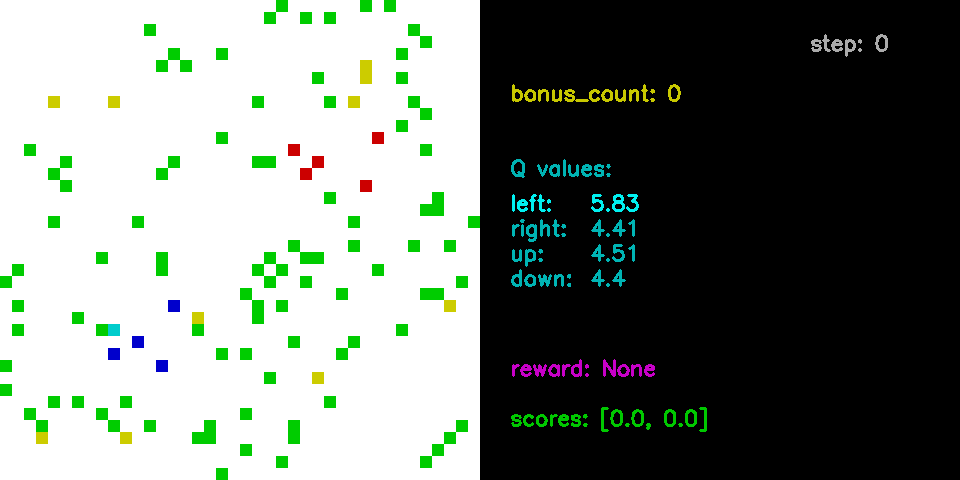 step: 0
bonus_count: 0
Q values:
left: 5.83
right: 4.41
up: 4.51
down: 4.4
reward: None
scores: [0.0, 0.0]